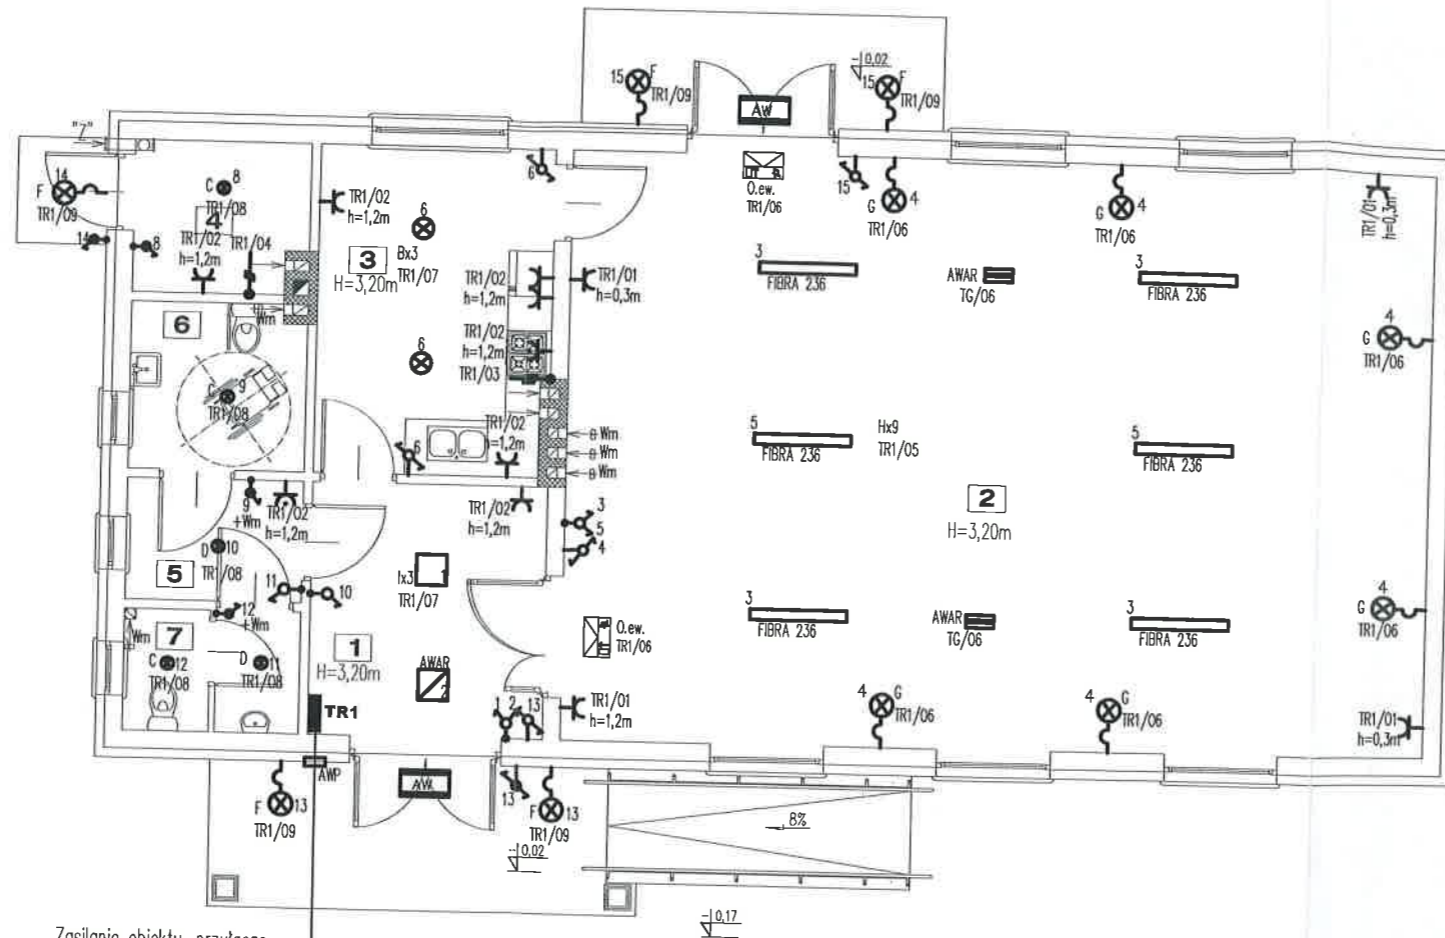 15
F
TR1/09
AW
-0,02
15
F
TR1/09
"7"
14
F
TR1/09
14
C
8
TR1/08
4
TR1/02
h=1,2m
TR1/04
8
TR1/02
h=1,2m
3
H=3,20m
6
Bx3
TR1/07
6
6
O.ew.
TR1/06
15
G
4
TR1/06
G
4
TR1/06
TR1/01
h=0,3m
TR1/02
h=1,2m
TR1/01
h=0,3m
3
FIBRA 236
AWAR
TG/06
3
FIBRA 236
4
G
TR1/06
6
Wm
TR1/02
h=1,2m
TR1/03
C
9
TR1/08
TR1/02
h=1,2m
6
Wm
Wm
Wm
5
FIBRA 236
Hx9
TR1/05
5
FIBRA 236
2
H=3,20m
9
+Wm
TR1/02
h=1,2m
TR1/02
h=1,2m
3
5
4
D
10
TR1/08
5
11
10
Ix3
1
TR1/07
12
+Wm
Wm
7
C
12
TR1/08
D
11
TR1/08
1
H=3,20m
AWAR
2
O.ew.
TR1/06
3
FIBRA 236
AWAR
TG/06
3
FIBRA 236
4
G
TR1/06
TR1
1
2
13
TR1/01
h=1,2m
4
G
TR1/06
4
G
TR1/06
TR1/01
h=0,3m
AWP
AW
F
13
TR1/09
13
F
13
TR1/09
-0,02
8%
-0,17
Zasilanie obiektu